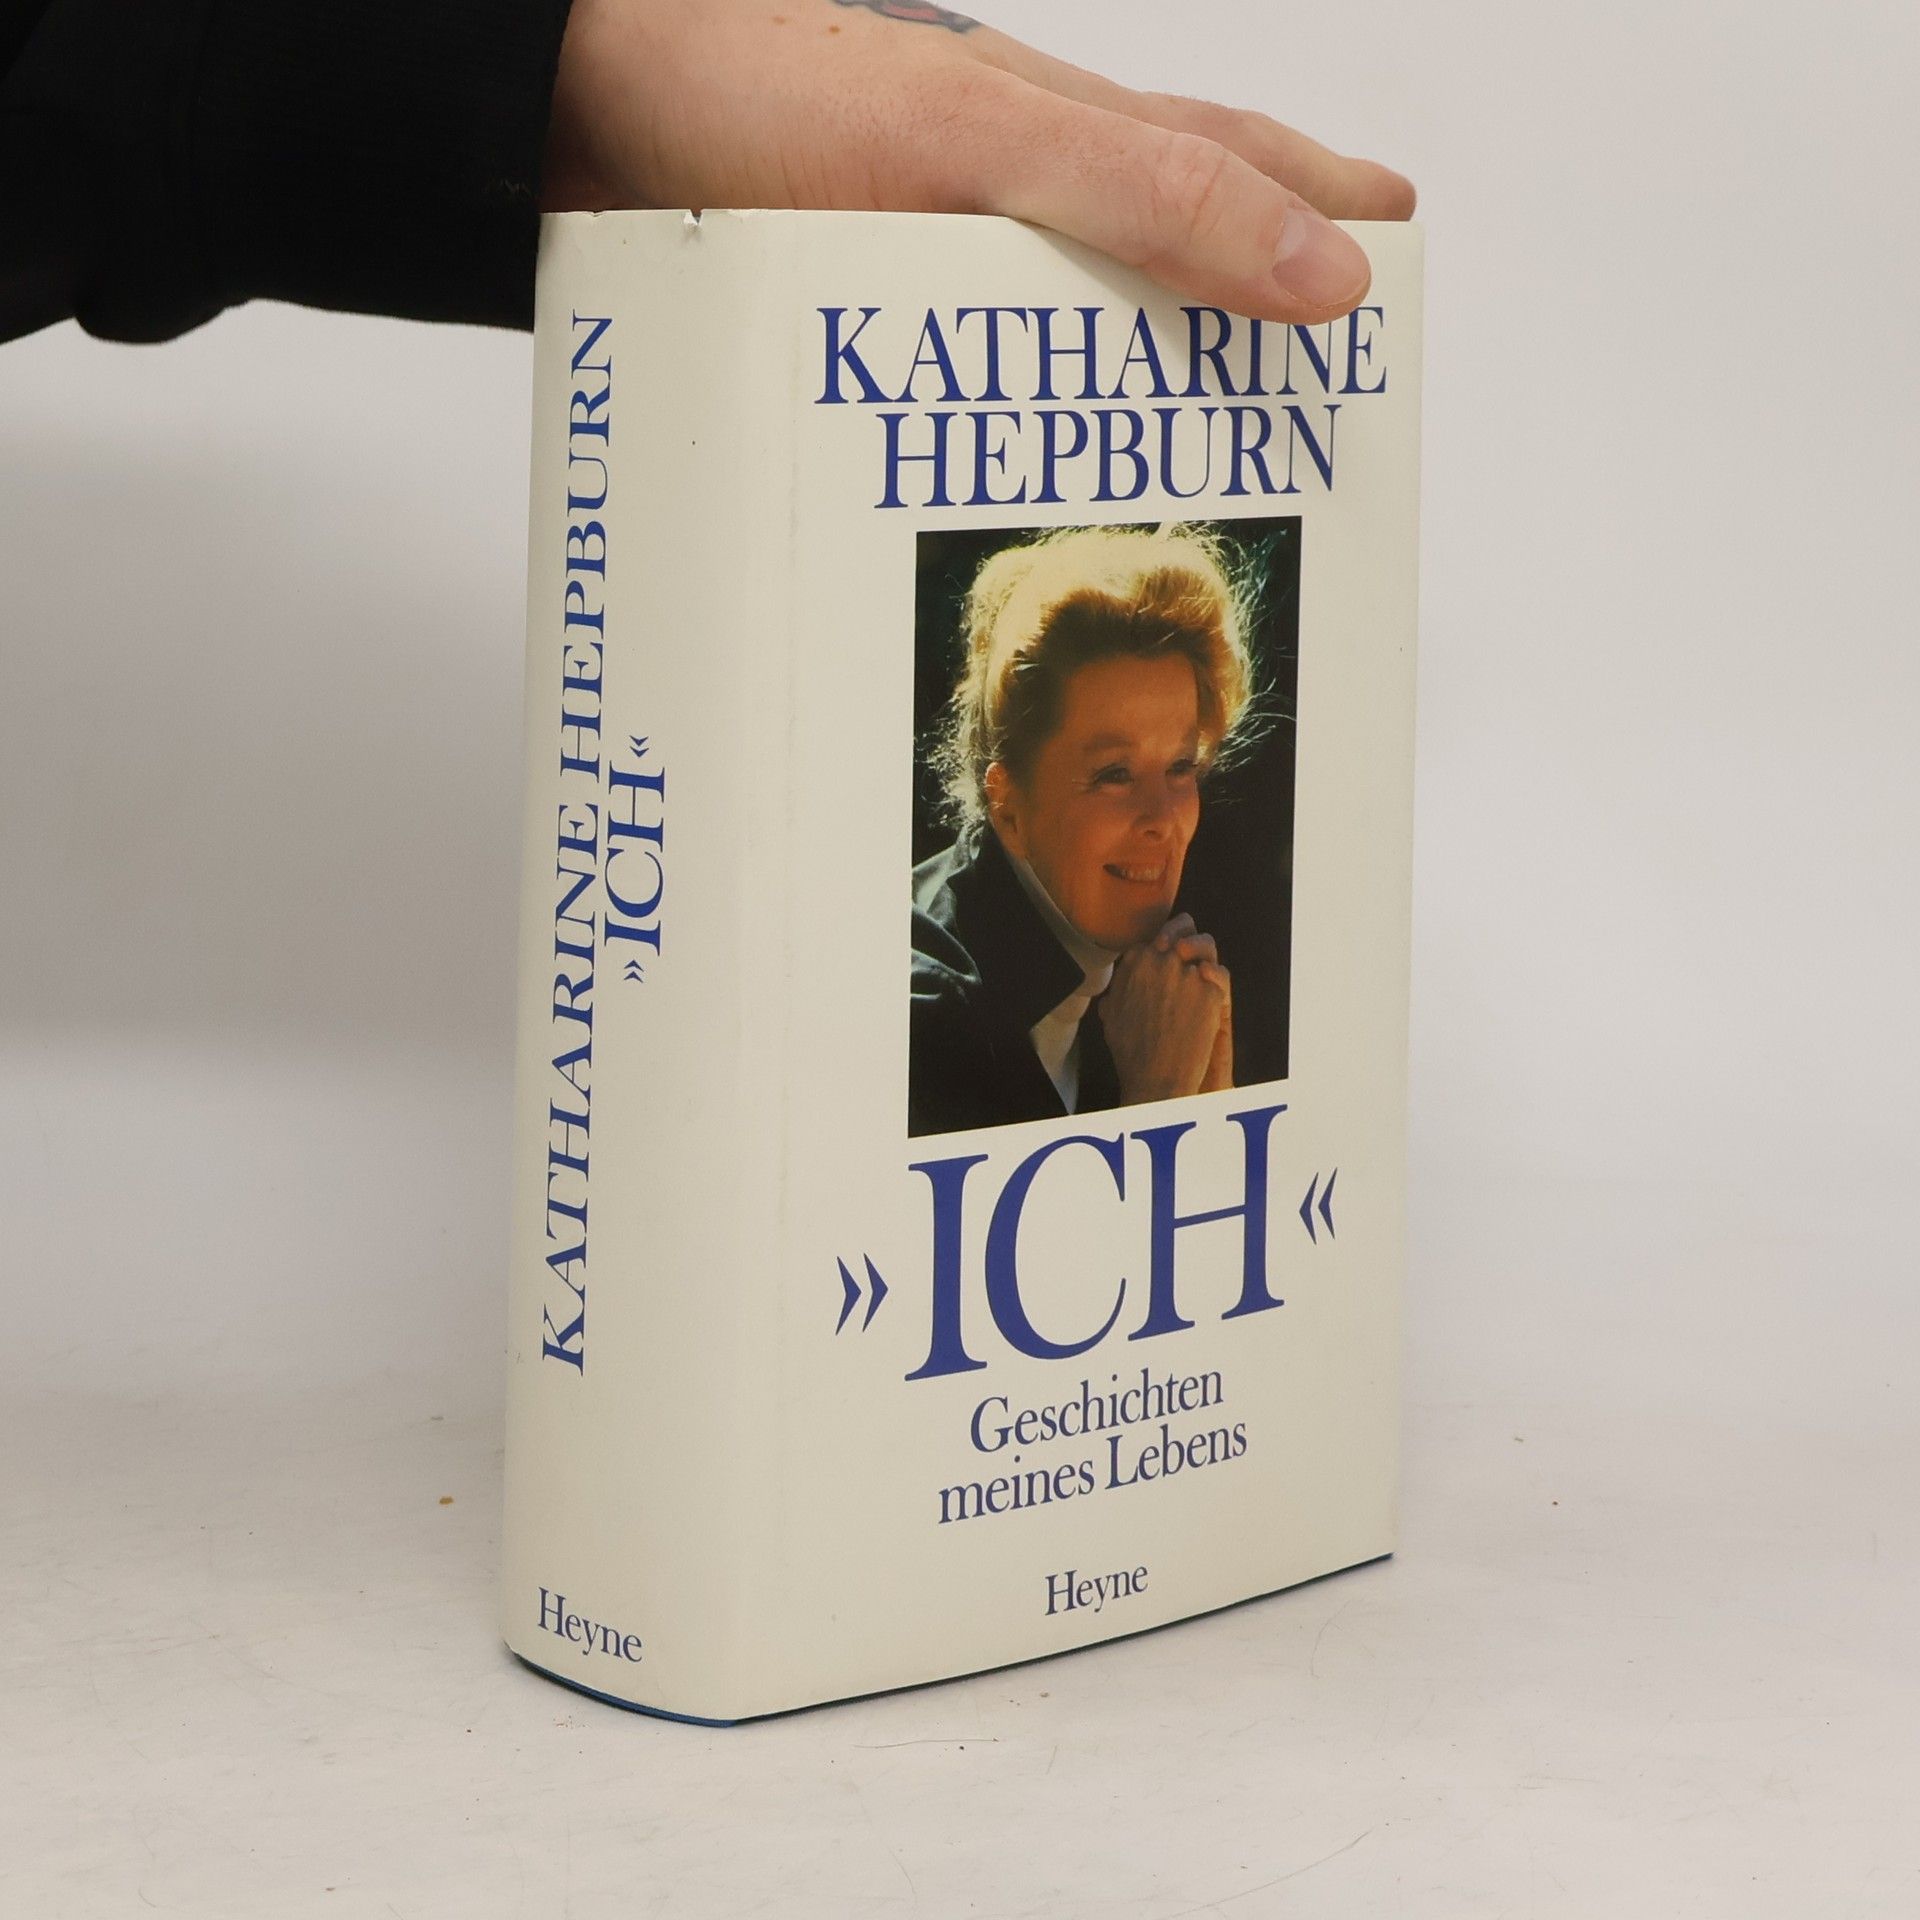 KATHARINE HEPBURN
»ICH«
Heyne
KATHARINE
HEPBURN
»ICH«
Geschichten
meines Lebens
Heyne